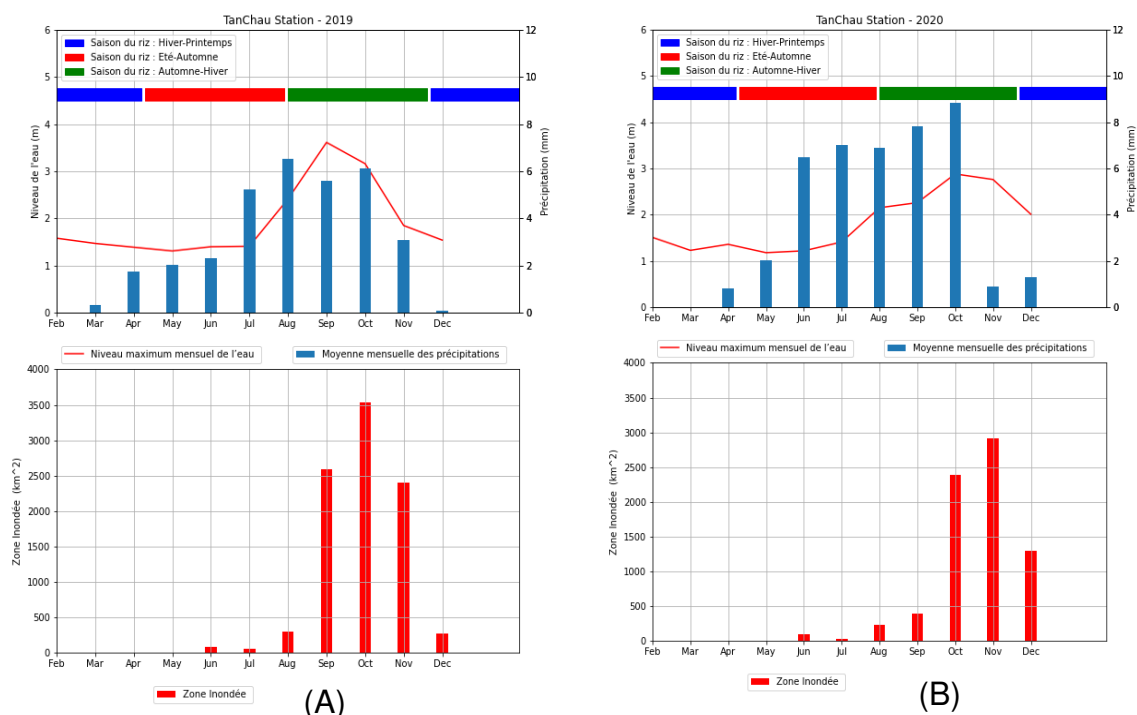 TanChau Station - 2019
6
5
4
3
2
1
0
Niveau de l'eau (m)
Saison du riz : Hiver-Printemps
Saison du riz : Eté-Automne
Saison du riz : Automne-Hiver
12
10
8
6
4
2
0
Précipitation (mm)
Feb Mar Apr May Jun Jul Aug Sep Oct Nov Dec
Niveau maximum mensuel de l'eau
Moyenne mensuelle des précipitations
4000
3500
3000
2500
2000
1500
1000
500
0
Zone Inondée (km^2)
Feb Mar Apr May Jun Jul Aug Sep Oct Nov Dec
Zone Inondée
(A)
TanChau Station - 2020
6
5
4
3
2
1
0
Niveau de l'eau (m)
Saison du riz : Hiver-Printemps
Saison du riz : Eté-Automne
Saison du riz : Automne-Hiver
12
10
8
6
4
2
0
Précipitation (mm)
Feb Mar Apr May Jun Jul Aug Sep Oct Nov Dec
Niveau maximum mensuel de l'eau
Moyenne mensuelle des précipitations
4000
3500
3000
2500
2000
1500
1000
500
0
Zone Inondée (km^2)
Feb Mar Apr May Jun Jul Aug Sep Oct Nov Dec
Zone Inondée
(B)